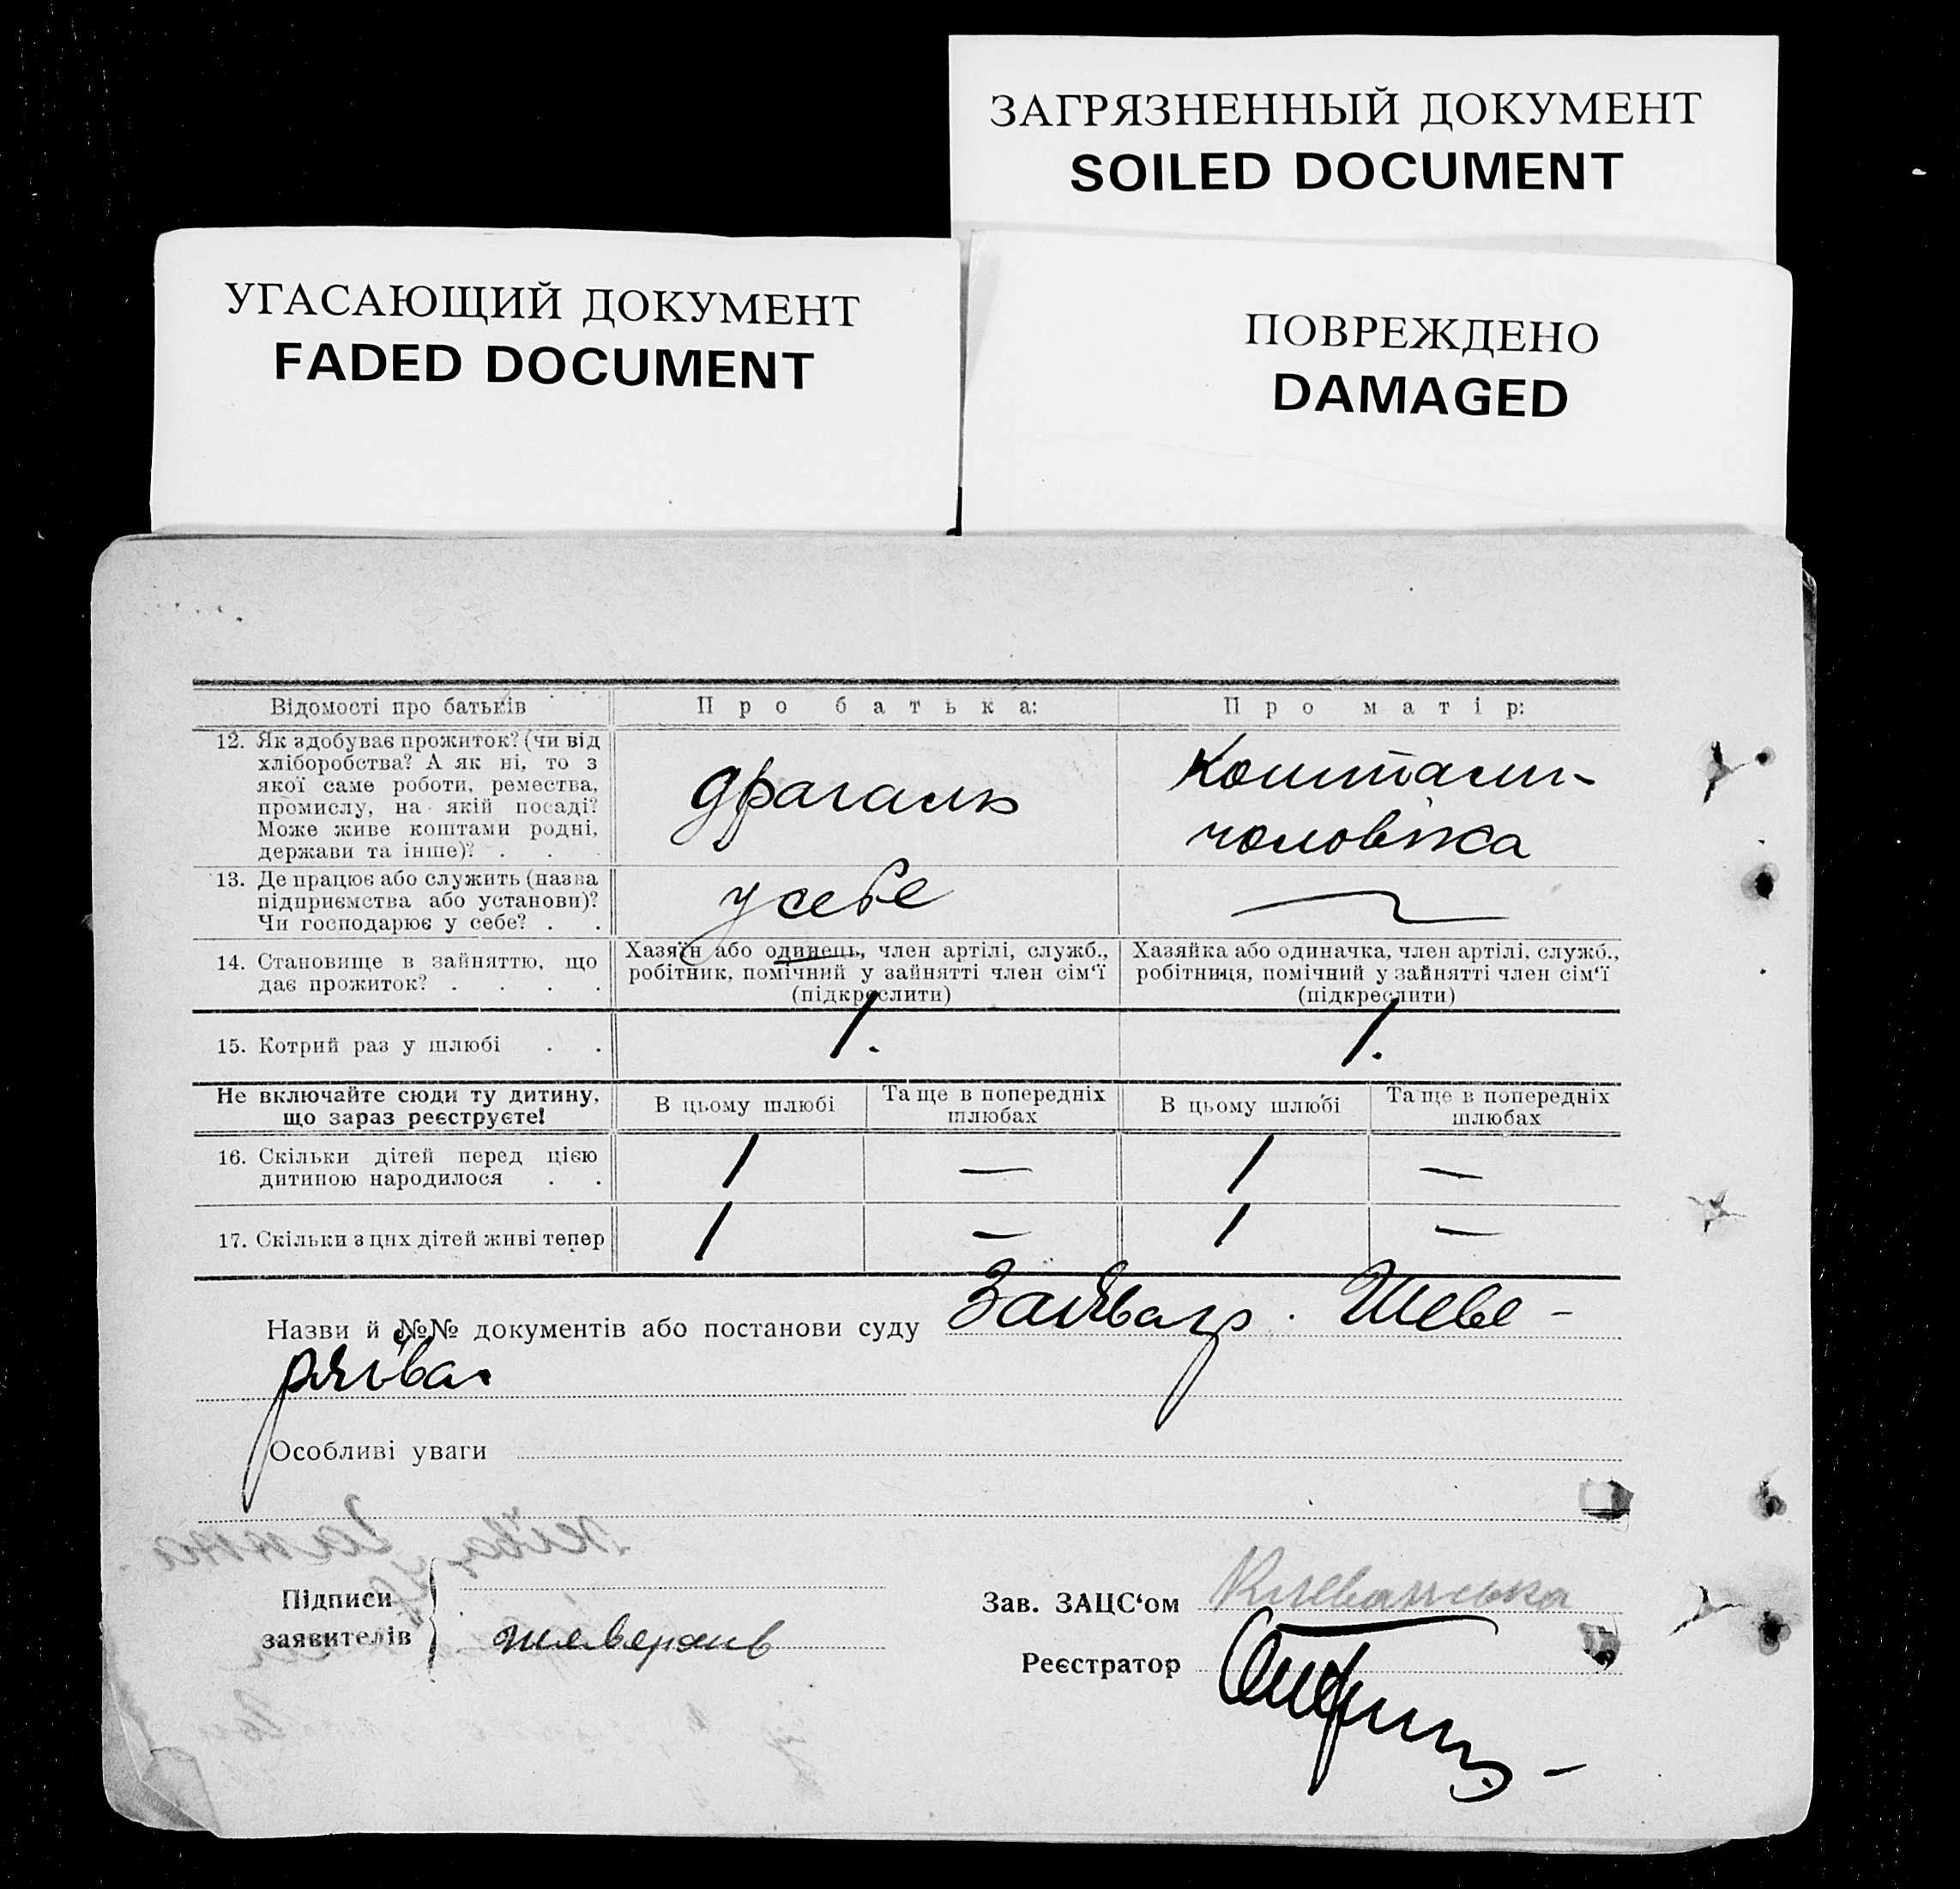 ЗАГРЯЗНЕННЫЙ ДОКУМЕНТ
SOILED DOCUMENT
УГАСАЮЩИЙ ДОКУМЕНТ
FADED DOCUMENT
ПОВРЕЖДЕНО
DAMAGED
Відомості про батьків
Про батька:
Про матір:
12. Як здобуває прожиток? (чи від
хліборобства? А як ні, то з
якої саме роботи, ремества,
промислу, на якій посаді?
Може живе коштами родні,
держави та інше)? . . .
драгаль
коштами
чоловіка
13. Де працює або служить (назва
підприємства або установи)?
Чи господарює у себе? . .
у себе
—
14. Становище в зайняттю, що
дає прожиток? . . . .
Хазяїн або одинець, член артілі, служб.,
робітник, помічний у зайнятті член сім'ї
(підкреслити)
Хазяйка або одиначка, член артілі, служб.,
робітниця, помічний у зайнятті член сім'ї
(підкреслити)
15. Котрий раз у шлюбі . .
1.
1.
Не включайте сюди ту дитину,
що зараз реєструєте!
В цьому шлюбі
Та ще в попередніх
шлюбах
В цьому шлюбі
Та ще в попередніх
шлюбах
16. Скільки дітей перед цією
дитиною народилося . .
1 — 1 —
17. Скільки з цих дітей живі тепер
1 — 1 —
Назви й №№ документів або постанови суду Шеве-
Особливі уваги
Підписи
заявителів
Зав. ЗАЦС'ом
Реєстратор